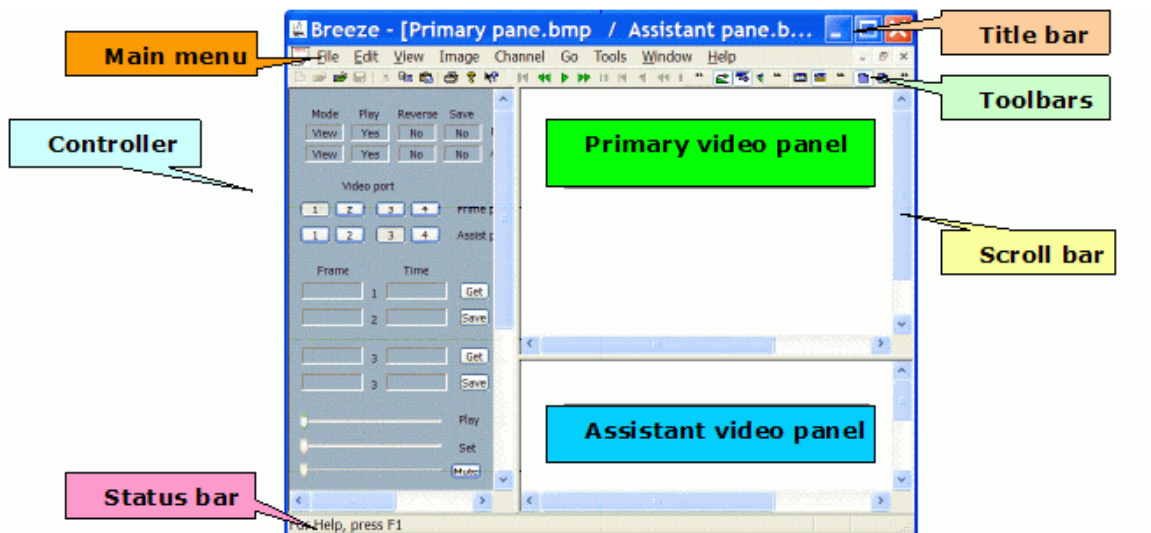 Breeze - [Primary pane.bmp / Assistant pane.b...
Title bar
Main menu
File Edit View Image Channel Go Tools Window Help
Toolbars
Controller
Mode Play Reverse Save
View Yes No No
View Yes No No
Primary video panel
Video port
1 2 3 4 Prime p
1 2 3 4 Assist p
Scroll bar
Frame Time
1 Get
2 Save
3 Get
3 Save
Play
Assistant video panel
Set
Mute
Status bar
For Help, press F1